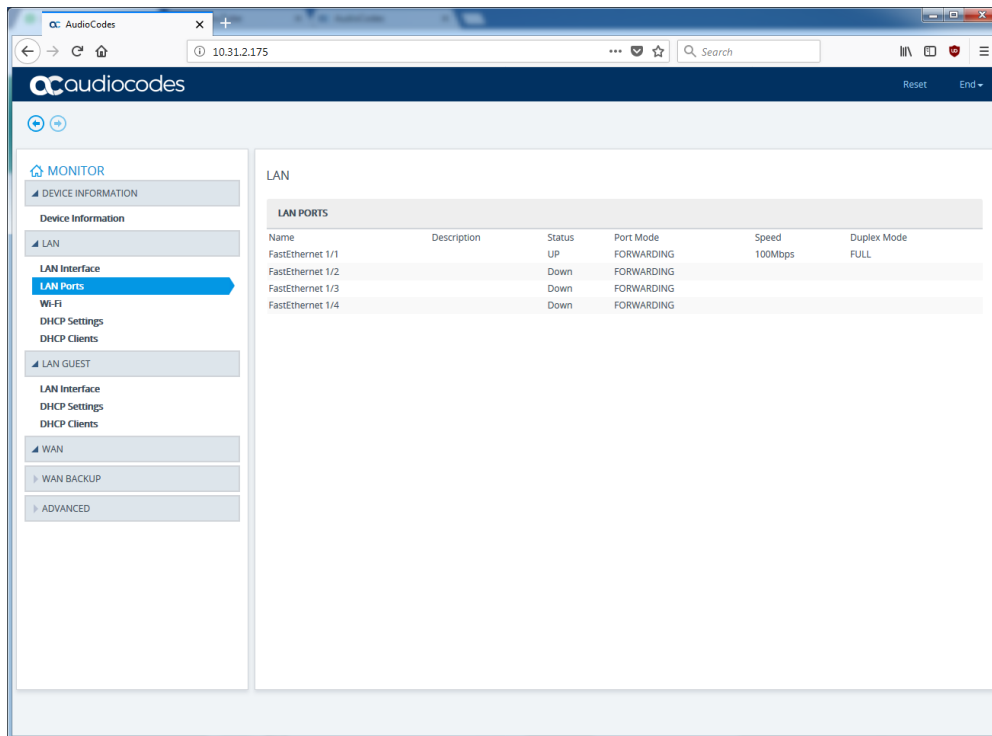 AudioCodes
10.31.2.175
Search
audiocodes
Reset End
MONITOR
DEVICE INFORMATION
Device Information
LAN
LAN Interface
LAN Ports
Wi-Fi
DHCP Settings
DHCP Clients
LAN GUEST
LAN Interface
DHCP Settings
DHCP Clients
WAN
WAN BACKUP
ADVANCED
LAN
LAN PORTS
Name Description Status Port Mode Speed Duplex Mode
FastEthernet 1/1 UP FORWARDING 100Mbps FULL
FastEthernet 1/2 Down FORWARDING
FastEthernet 1/3 Down FORWARDING
FastEthernet 1/4 Down FORWARDING